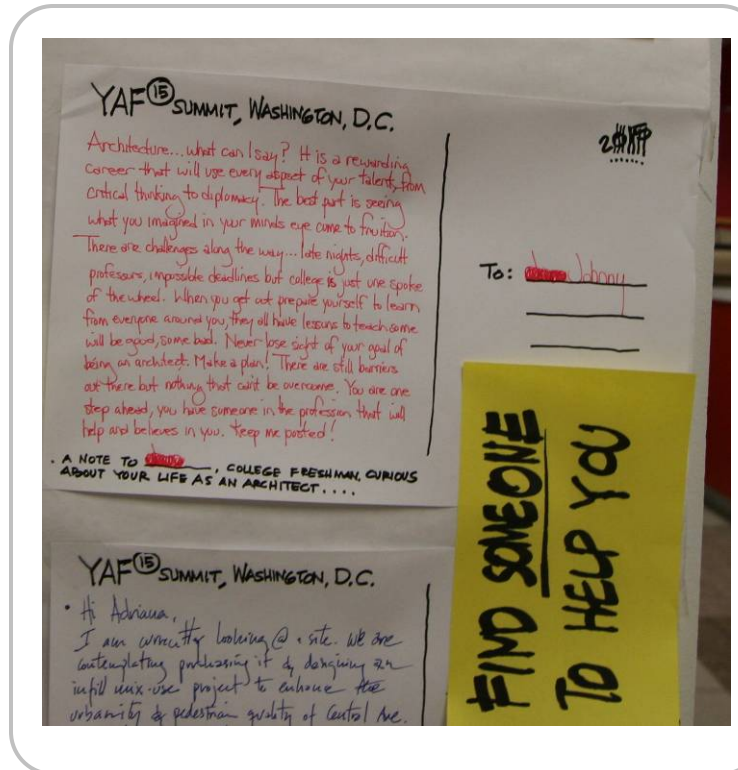 YAF 15 SUMMIT, WASHINGTON, D.C.
Architecture... what can I say? It is a rewarding
career that will use every aspect of your talents, from
critical thinking to diplomacy. The best part is seeing
what you imagined in your minds eye come to fruition.
There are challenges along the way... late nights, difficult
professors, impossible deadlines but college is just one spoke
of the wheel. When you get out prepare yourself to learn
from everyone around you, they all have lessons to teach some
will be good, some bad. Never lose sight of your goal of
being an architect. Make a plan! There are still barriers
out there but nothing that can't be overcome. You are one
step ahead, you have someone in the profession that will
help and believes in you. Keep me posted!
. A NOTE TO , COLLEGE FRESHMAN, CURIOUS
ABOUT YOUR LIFE AS AN ARCHITECT....
TO: Johnny
FIND SOMEONE
TO HELP YOU
YAF 15 SUMMIT, WASHINGTON, D.C.
• Hi Adriana,
I am currently looking @ a site. We are
contemplating purchasing it & designing an
infill mix-use project to enhance the
urbanity & pedestrian quality of Central Ave.